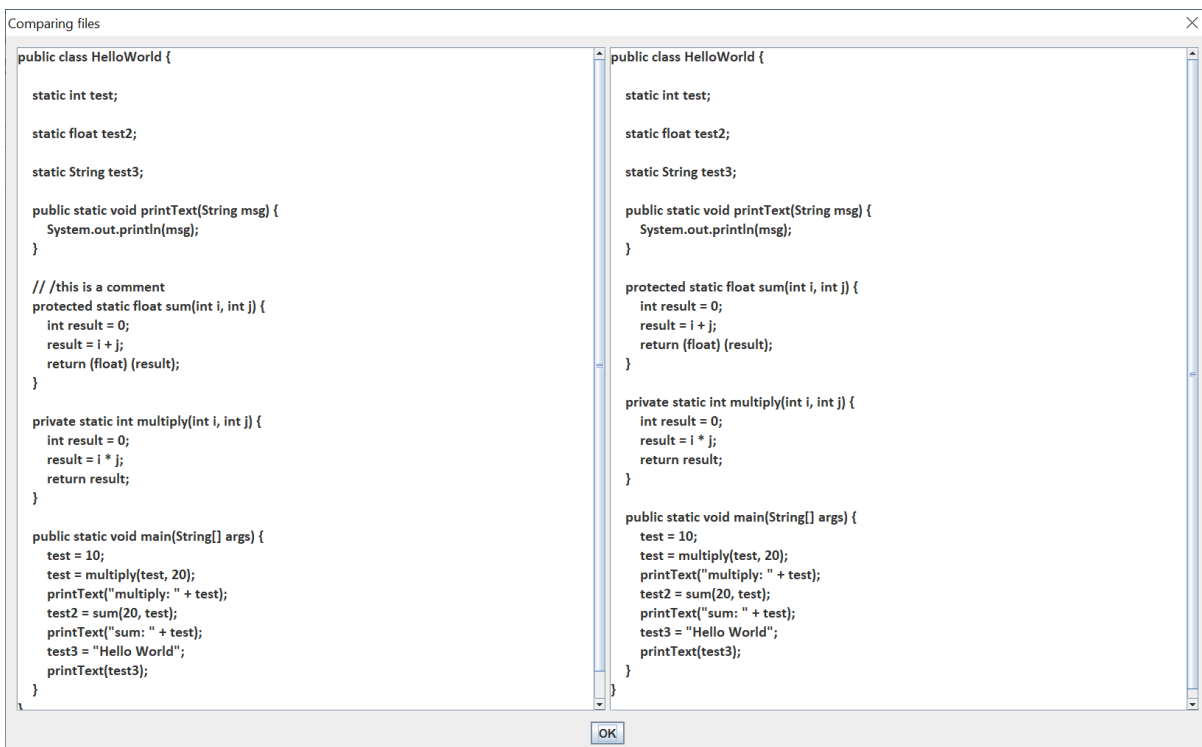 Comparing files
public class HelloWorld {
static int test;
static float test2;
static String test3;
public static void printText(String msg) {
System.out.println(msg);
}
// /this is a comment
protected static float sum(int i, int j) {
int result = 0;
result = i + j;
return (float) (result);
}
private static int multiply(int i, int j) {
int result = 0;
result = i * j;
return result;
}
public static void main(String[] args) {
test = 10;
test = multiply(test, 20);
printText("multiply: " + test);
test2 = sum(20, test);
printText("sum: " + test);
test3 = "Hello World";
printText(test3);
}
}
public class HelloWorld {
static int test;
static float test2;
static String test3;
public static void printText(String msg) {
System.out.println(msg);
}
protected static float sum(int i, int j) {
int result = 0;
result = i + j;
return (float) (result);
}
private static int multiply(int i, int j) {
int result = 0;
result = i * j;
return result;
}
public static void main(String[] args) {
test = 10;
test = multiply(test, 20);
printText("multiply: " + test);
test2 = sum(20, test);
printText("sum: " + test);
test3 = "Hello World";
printText(test3);
}
}
OK